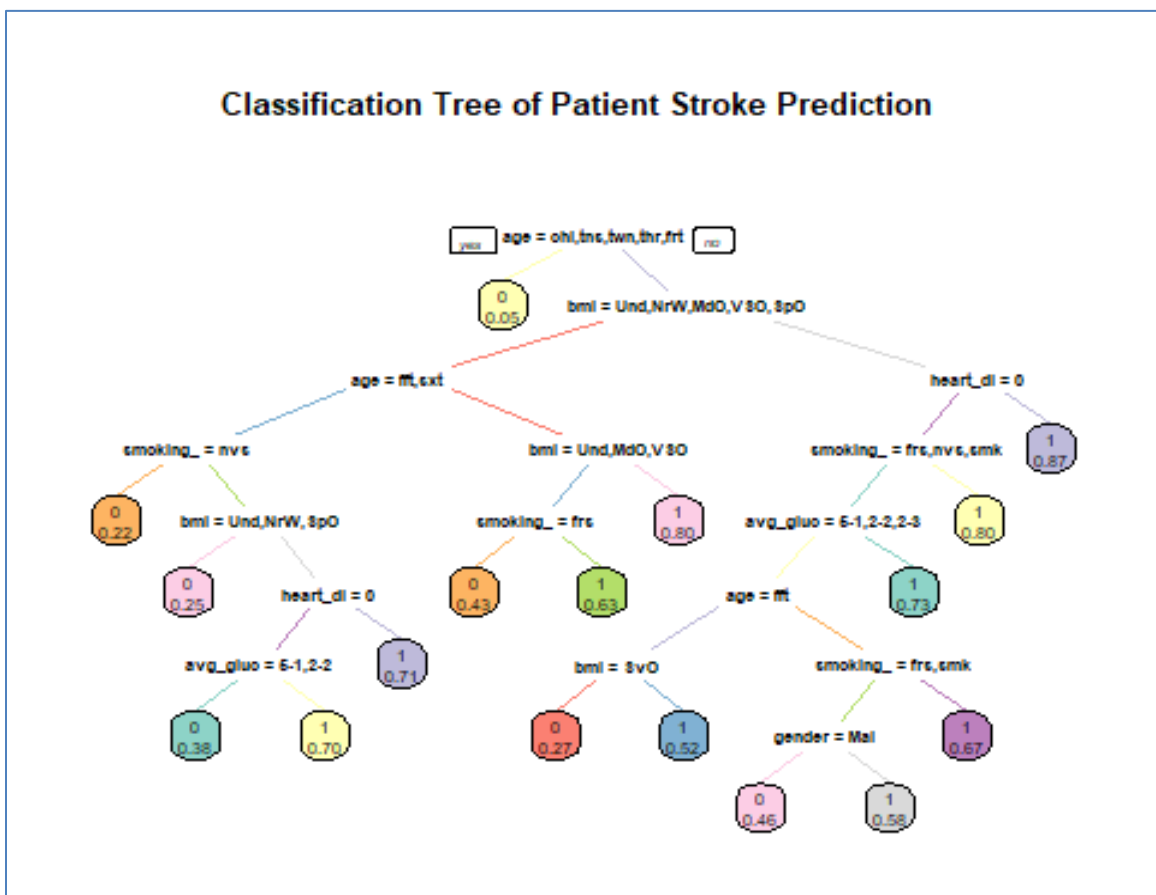 Classification Tree of Patient Stroke Prediction
yes age = chl,tns,twn,thr,frt no
0
0.05
bmi = Und,NrW,MdO,VSO,SpO
age = fft,sxt
heart_di = 0
smoking_ = nvs
bmi = Und,MdO,VSO
smoking_ = frs,nvs,smk
1
0.87
0
0.22
bmi = Und,NrW,SpO
smoking_ = frs
1
0.80
avg_gluo = 5-1,2-2,2-3
1
0.80
0
0.25
heart_di = 0
0
0.43
1
0.63
age = fft
1
0.73
avg_gluo = 5-1,2-2
1
0.71
bmi = SvO
smoking_ = frs,smk
0
0.38
1
0.70
0
0.27
1
0.52
gender = Mal
1
0.67
0
0.46
1
0.58